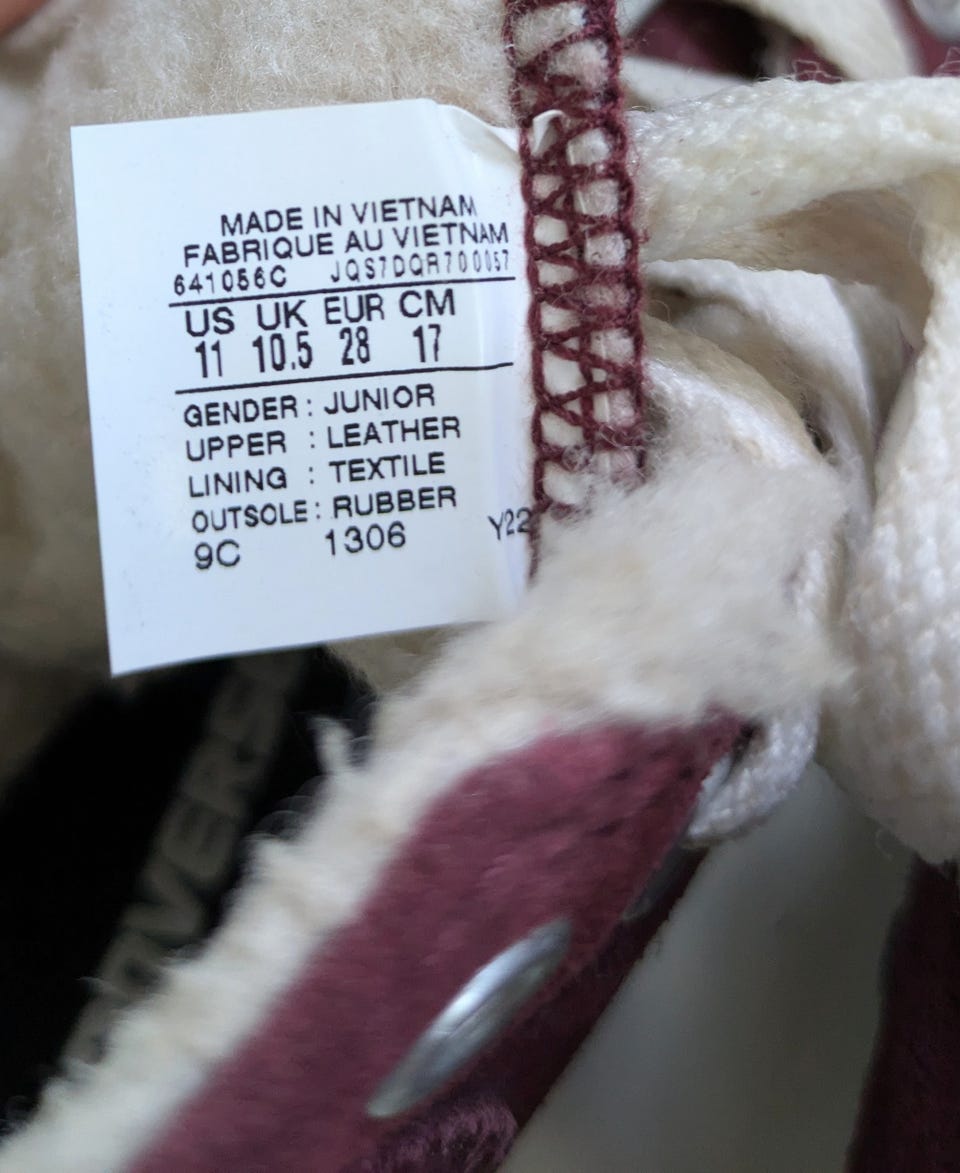 MADE IN VIETNAM
FABRIQUE AU VIETNAM
641056C JQS7DQR700057
US UK EUR CM
11 10.5 28 17
GENDER : JUNIOR
UPPER : LEATHER
LINING : TEXTILE
OUTSOLE : RUBBER
9C 1306 Y22